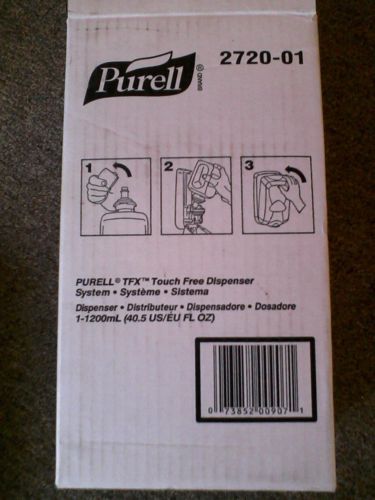 Purell
BRAND ®
2720-01
1
2
3
PURELL® TFX™ Touch Free Dispenser
System • Système • Sistema
Dispenser • Distributeur • Dispensadore • Dosadore
1-1200mL (40.5 US/EU FL OZ)
0 73852 00907 1